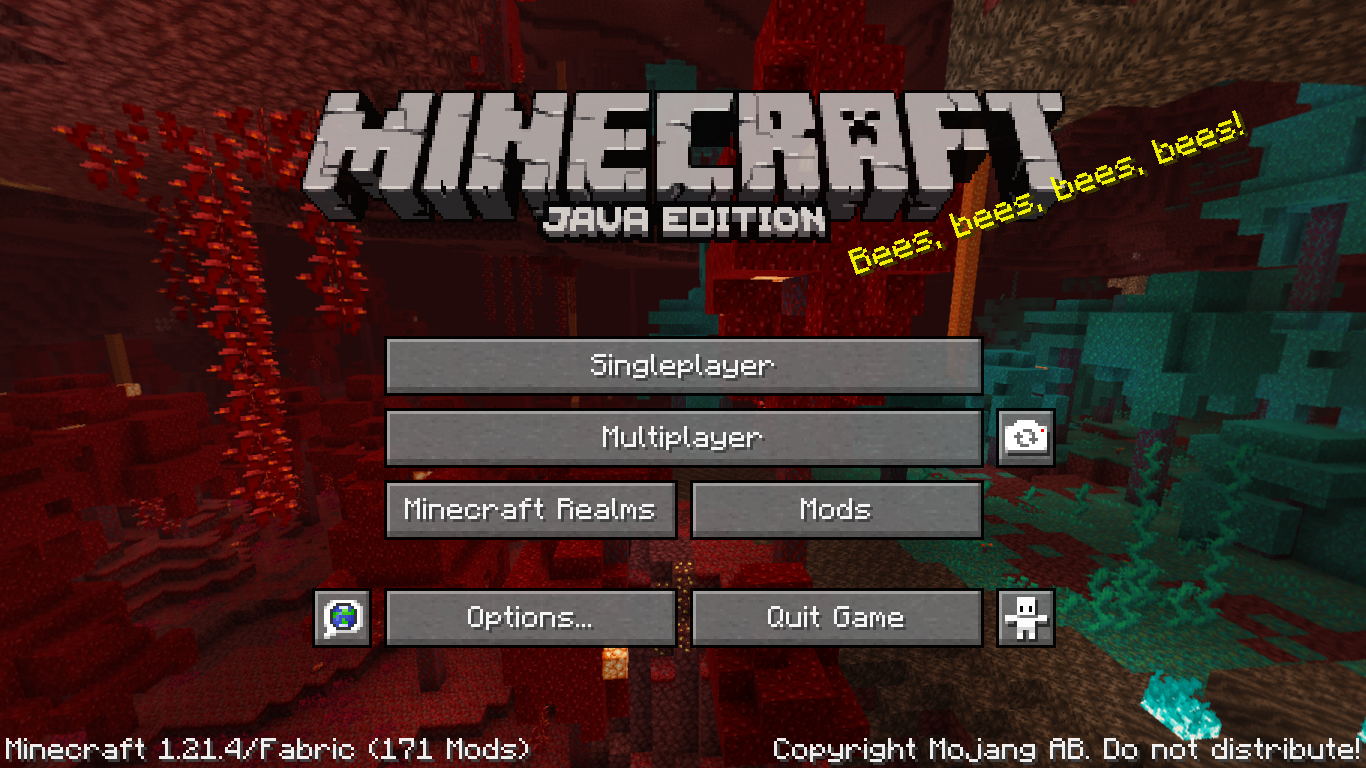 MINECRAFT
JAVA EDITION
Bees, bees, bees, bees!
Singleplayer
Multiplayer
Minecraft Realms
Mods
Options...
Quit Game
Minecraft 1.21.4/Fabric (171 Mods)
Copyright Mojang AB. Do not distribute!